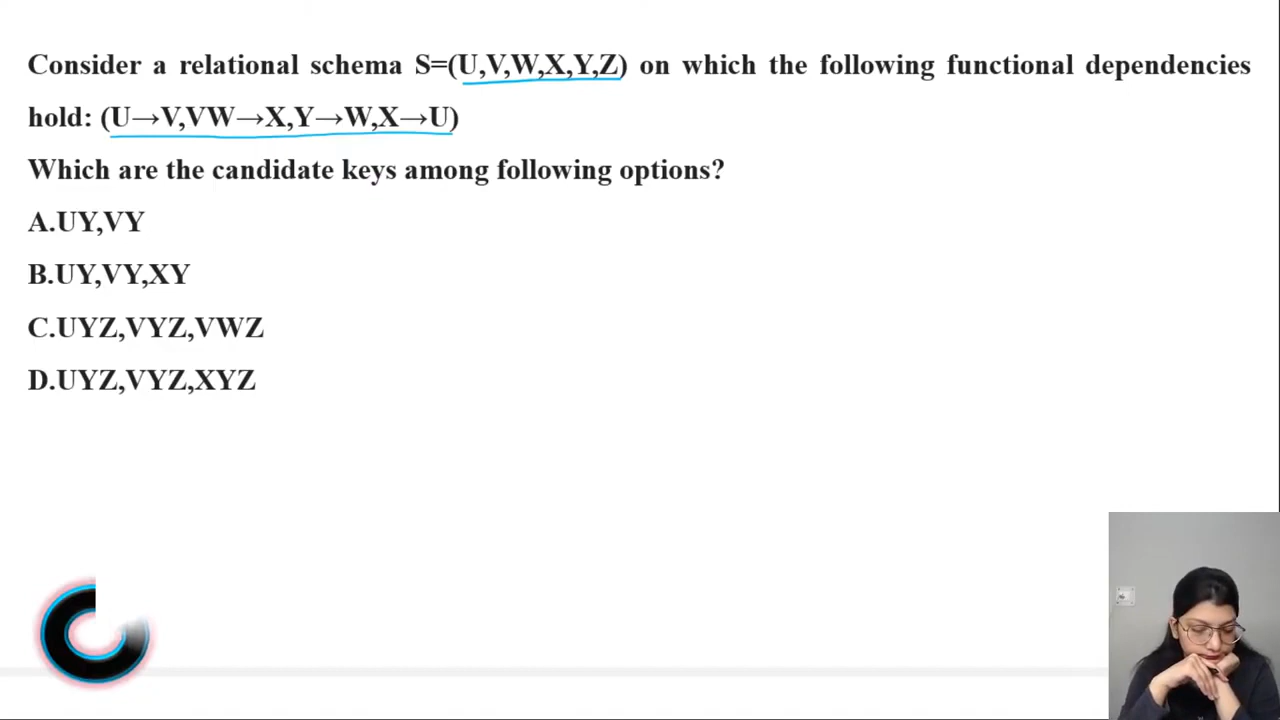 Consider a relational schema S=(U,V,W,X,Y,Z) on which the following functional dependencies
hold: (U→V,VW→X,Y→W,X→U)
Which are the candidate keys among following options?
A.UY,VY
B.UY,VY,XY
C.UYZ,VYZ,VWZ
D.UYZ,VYZ,XYZ